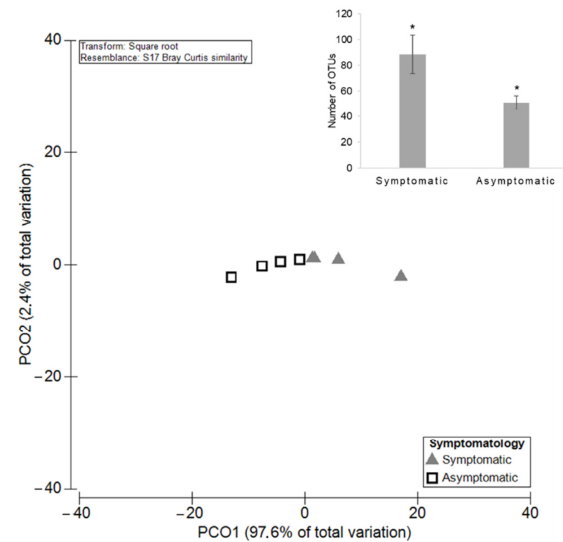 Transform: Square root
Resemblance: S17 Bray Curtis similarity
120
100
80
60
40
20
0
Number of OTUs
*
*
Symptomatic
Asymptomatic
40
20
0
−20
−40
PCO2 (2.4% of total variation)
Symptomatology
Symptomatic
Asymptomatic
−40
−20
0
20
40
PCO1 (97.6% of total variation)